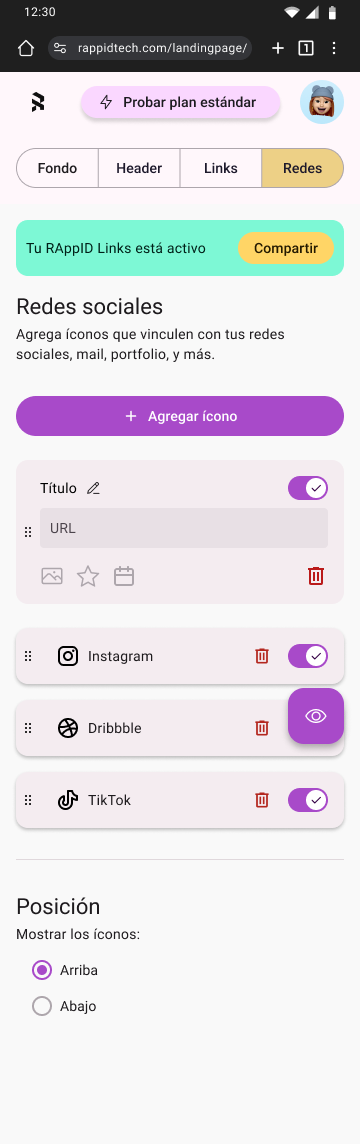 12:30
rappidtech.com/landingpage/
1
Probar plan estándar
Fondo
Header
Links
Redes
Tu RAppID Links está activo
Compartir
Redes sociales
Agrega íconos que vinculen con tus redes
sociales, mail, portfolio, y más.
Agregar ícono
Título
URL
Instagram
Dribbble
TikTok
Posición
Mostrar los íconos:
Arriba
Abajo